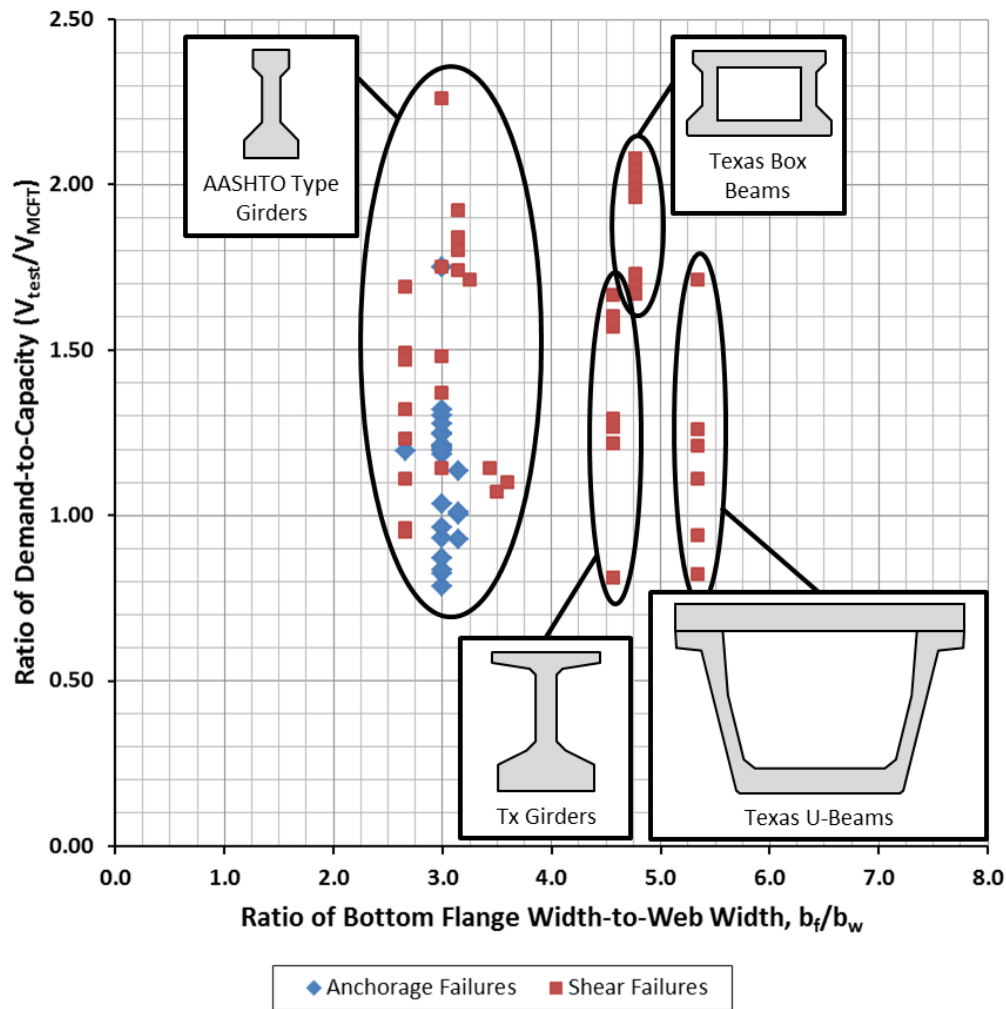 2.50
2.00
1.50
1.00
0.50
0.00
Ratio of Demand-to-Capacity (Vtest/VMCFT)
AASHTO Type
Girders
Texas Box
Beams
Tx Girders
Texas U-Beams
0.0 1.0 2.0 3.0 4.0 5.0 6.0 7.0 8.0
Ratio of Bottom Flange Width-to-Web Width, bf/bw
Anchorage Failures Shear Failures